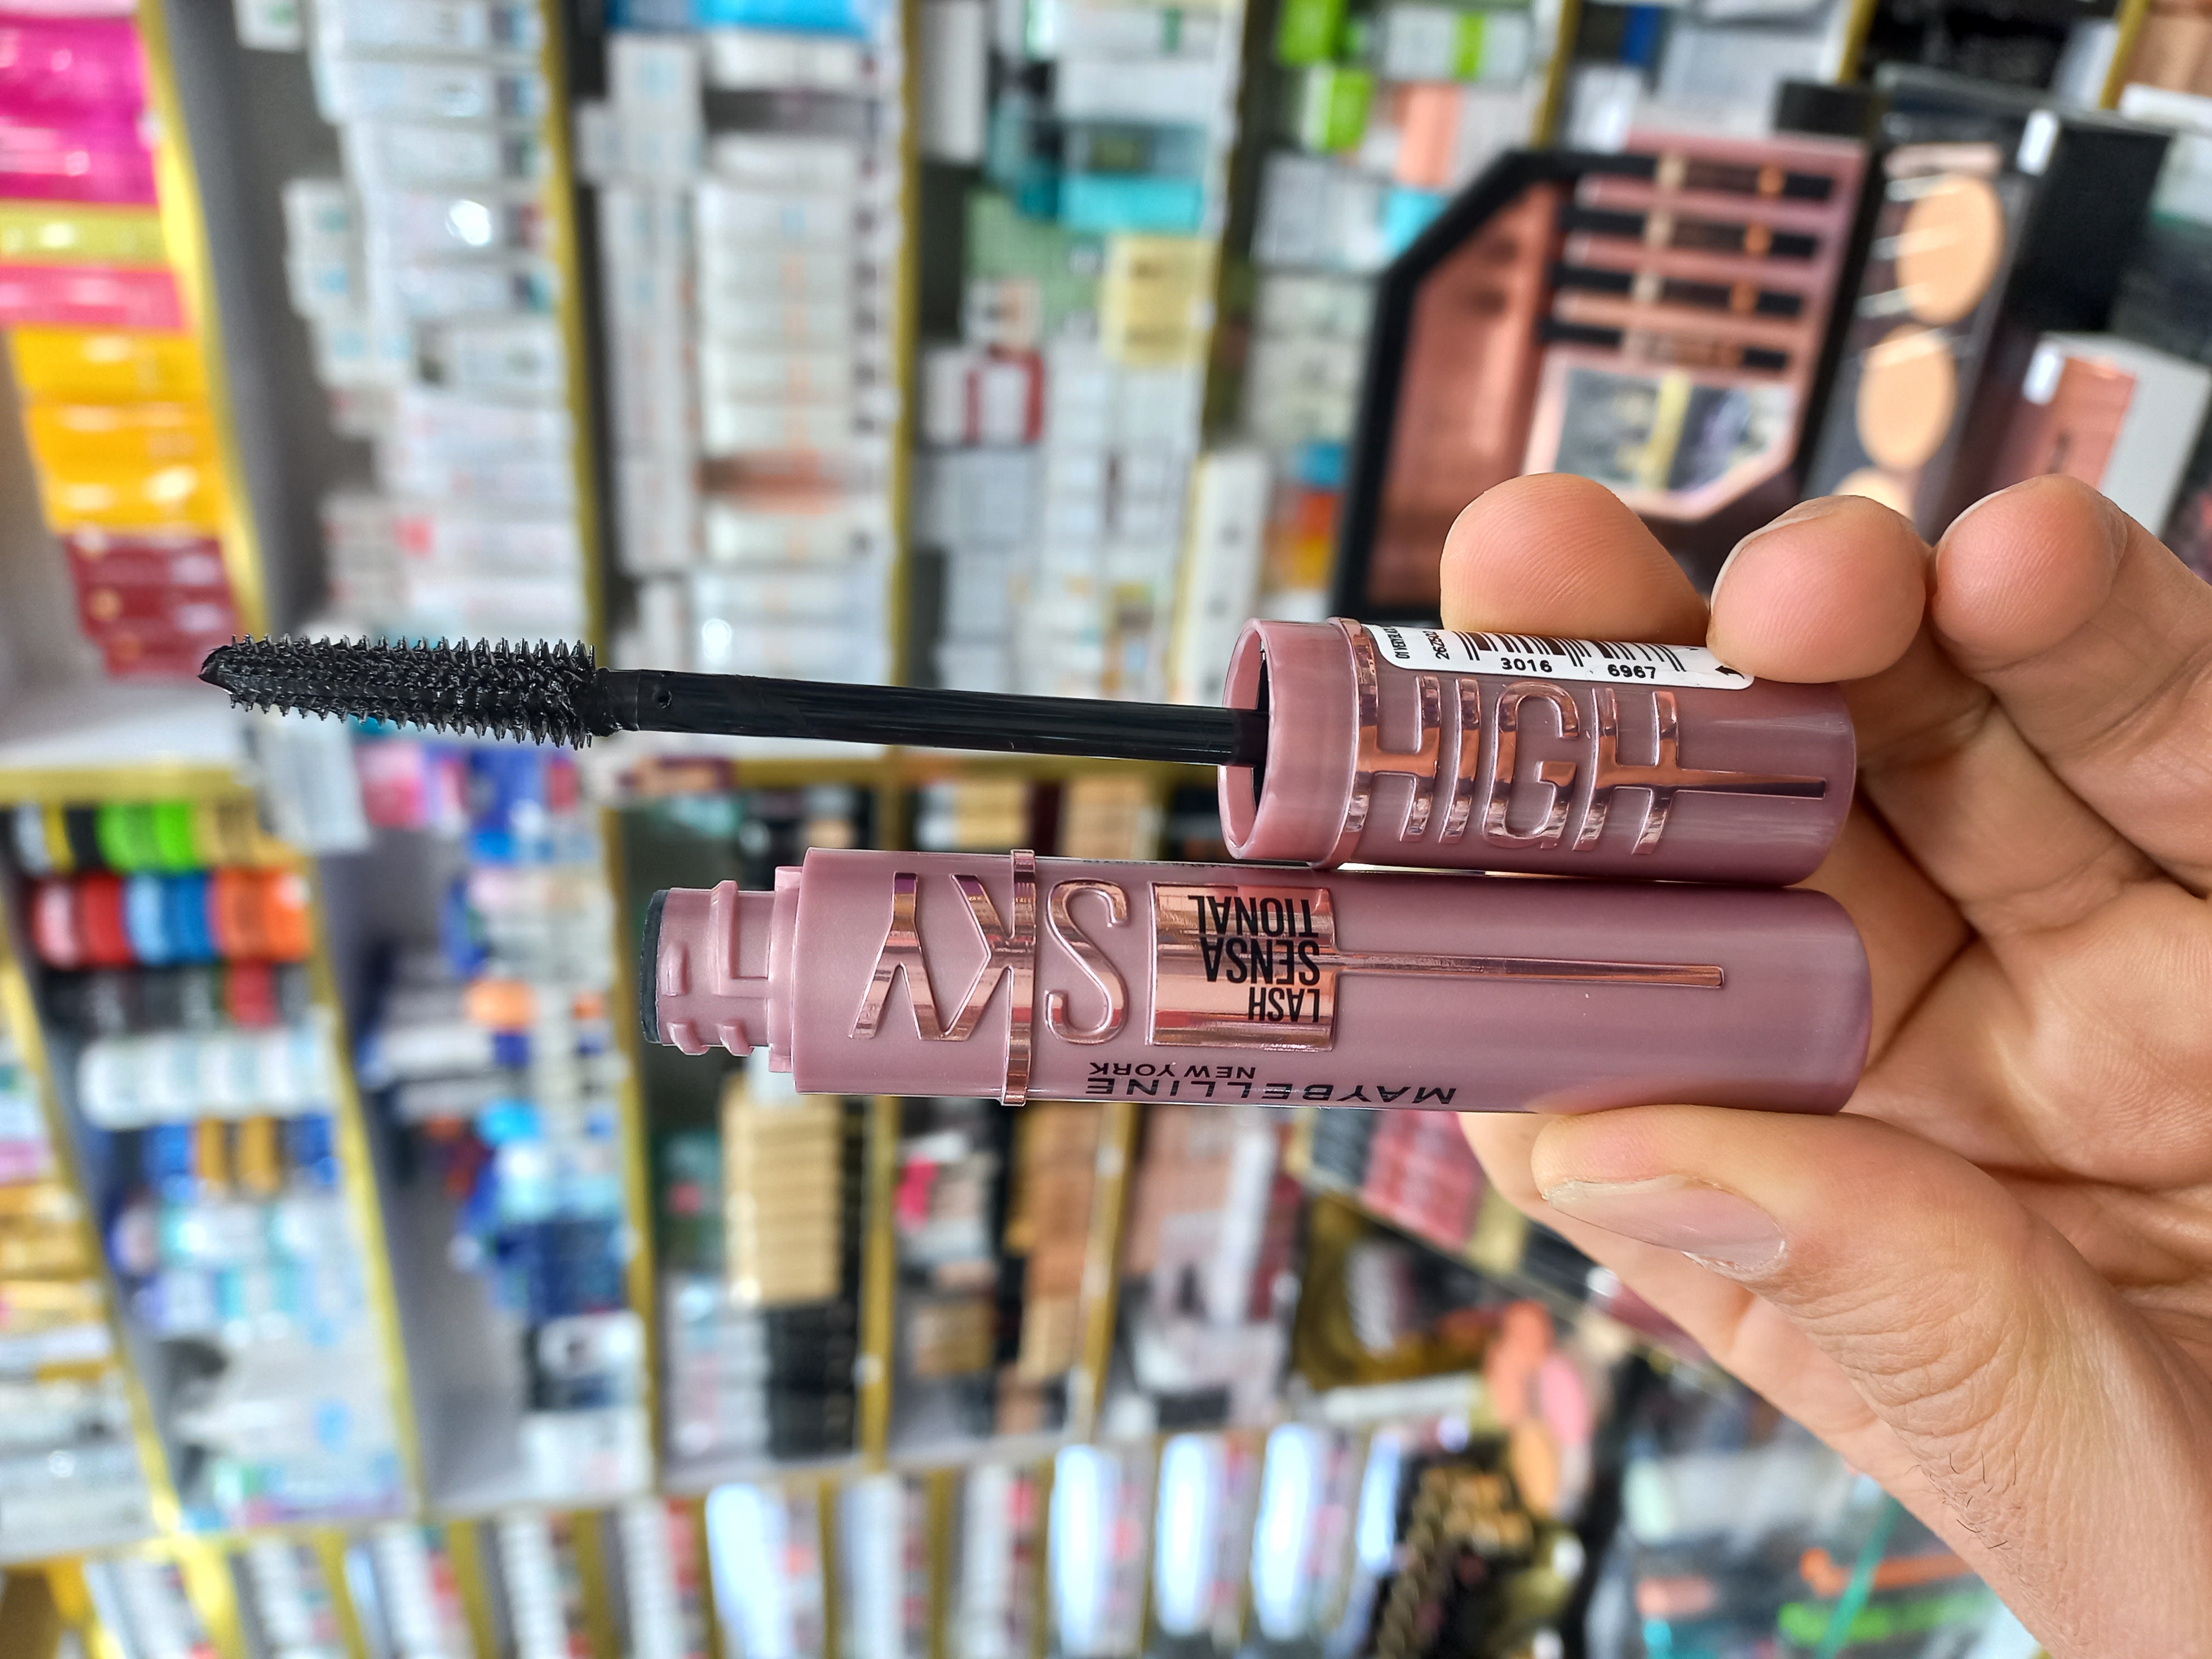 3016 6967
HIGH
SKY
LASH
SENSA
TIONAL
MAYBELLINE
NEW YORK